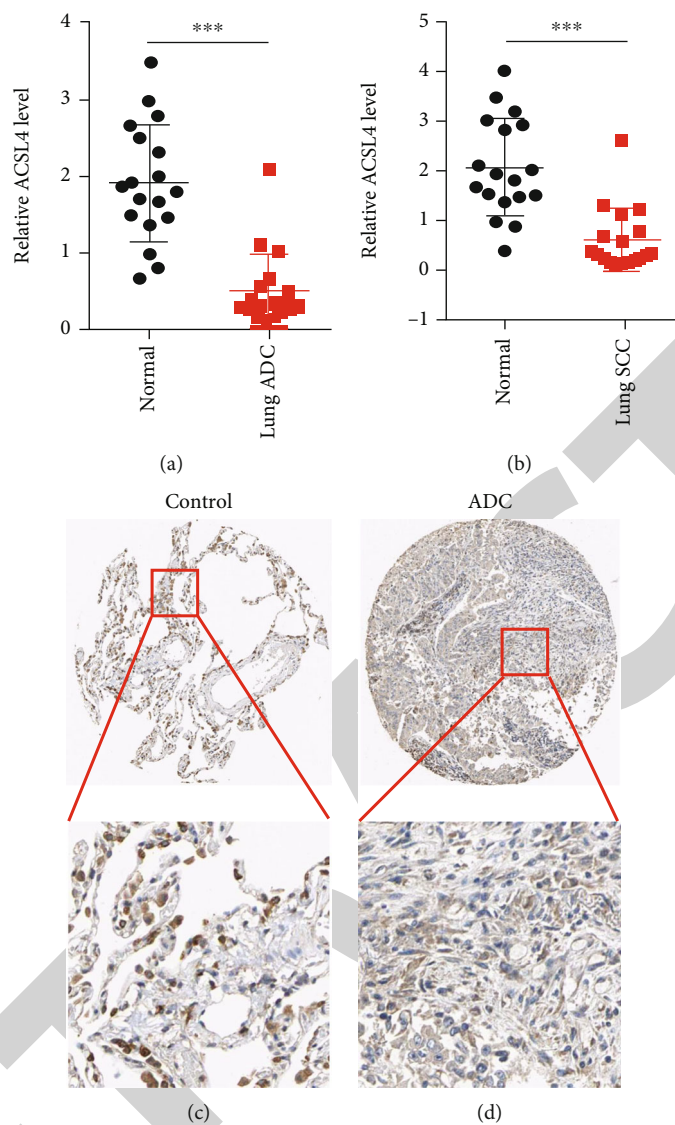 4
3
2
1
0
Relative ACSL4 level
***
Normal
Lung ADC
(a)
5
4
3
2
1
0
–1
Relative ACSL4 level
***
Normal
Lung SCC
(b)
Control
ADC
(c)
(d)